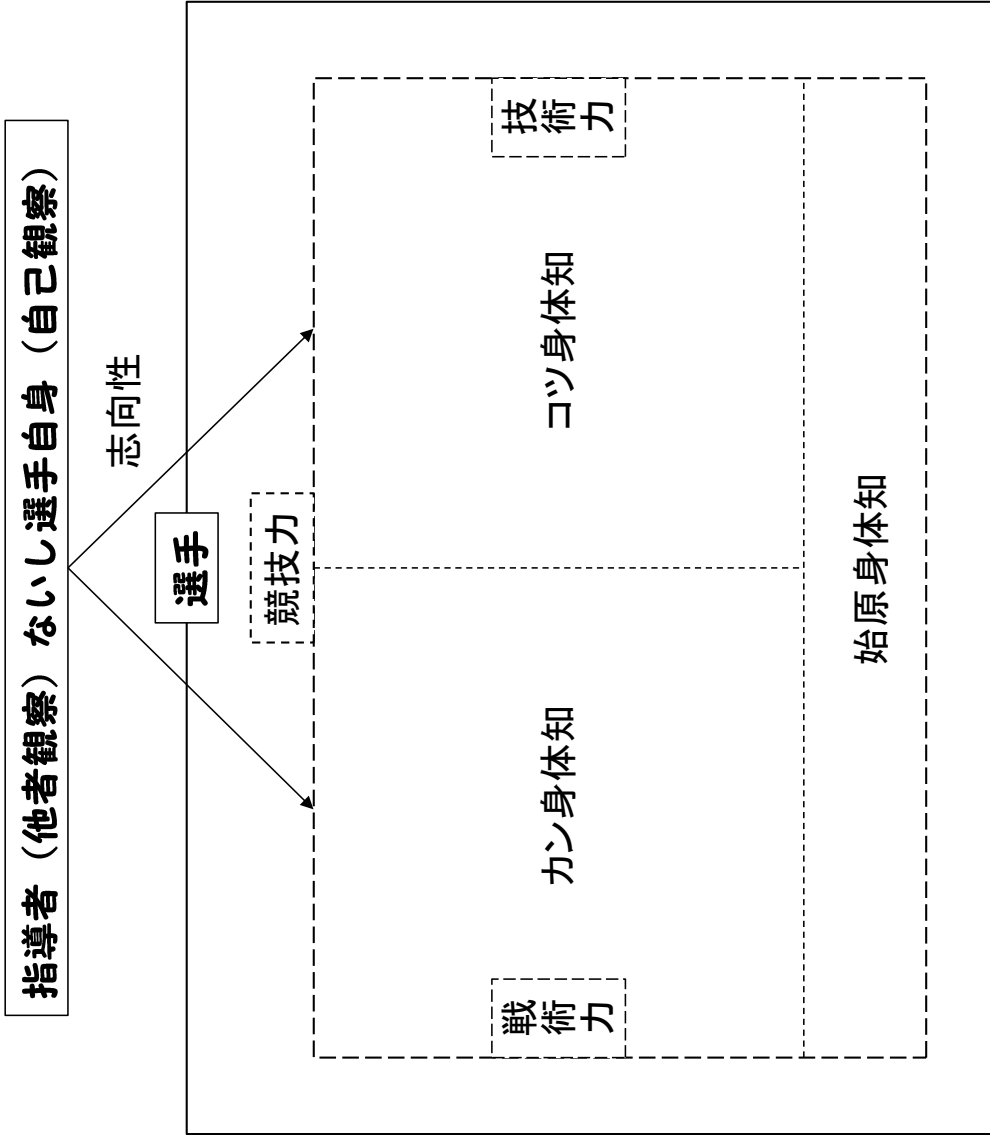 指導者（他者観察）ないし選手自身（自己観察）
志向性
選手
競技力
戦術力
技術力
カン身体知
コツ身体知
始原身体知